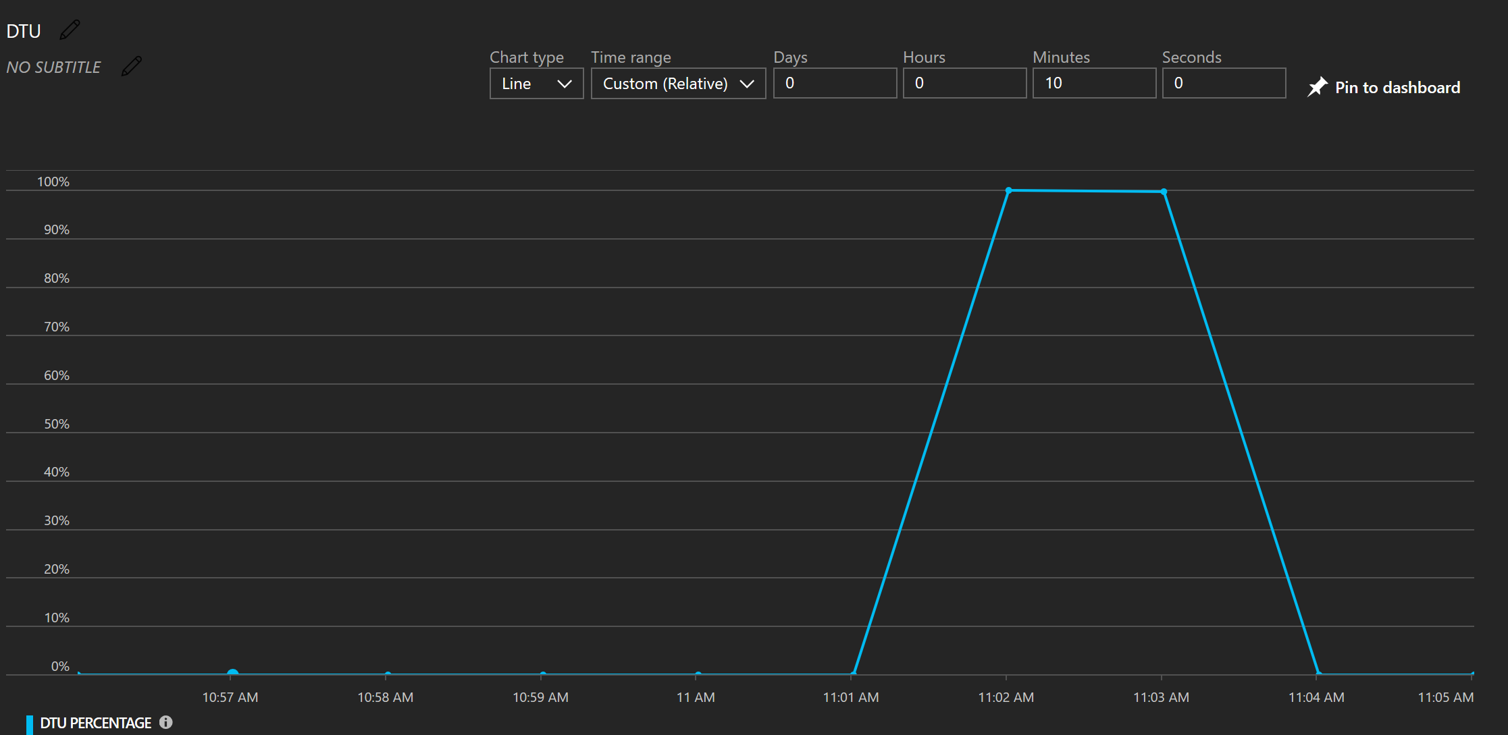 DTU
NO SUBTITLE
Chart type Time range Days Hours Minutes Seconds
Line Custom (Relative) 0 0 10 0 Pin to dashboard
100%
90%
80%
70%
60%
50%
40%
30%
20%
10%
0%
10:57 AM 10:58 AM 10:59 AM 11 AM 11:01 AM 11:02 AM 11:03 AM 11:04 AM 11:05 AM
DTU PERCENTAGE